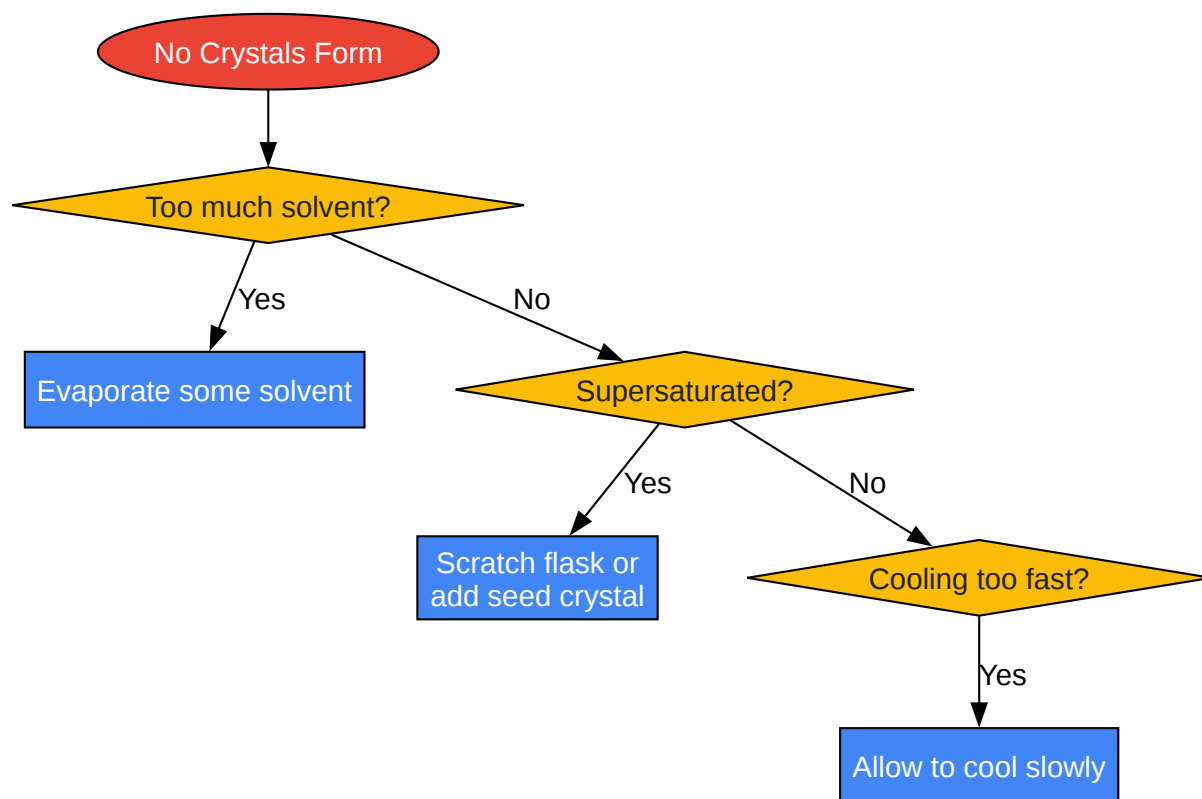 No Crystals Form
Too much solvent?
Yes
No
Evaporate some solvent
Supersaturated?
Yes
No
Scratch flask or
add seed crystal
Cooling too fast?
Yes
Allow to cool slowly